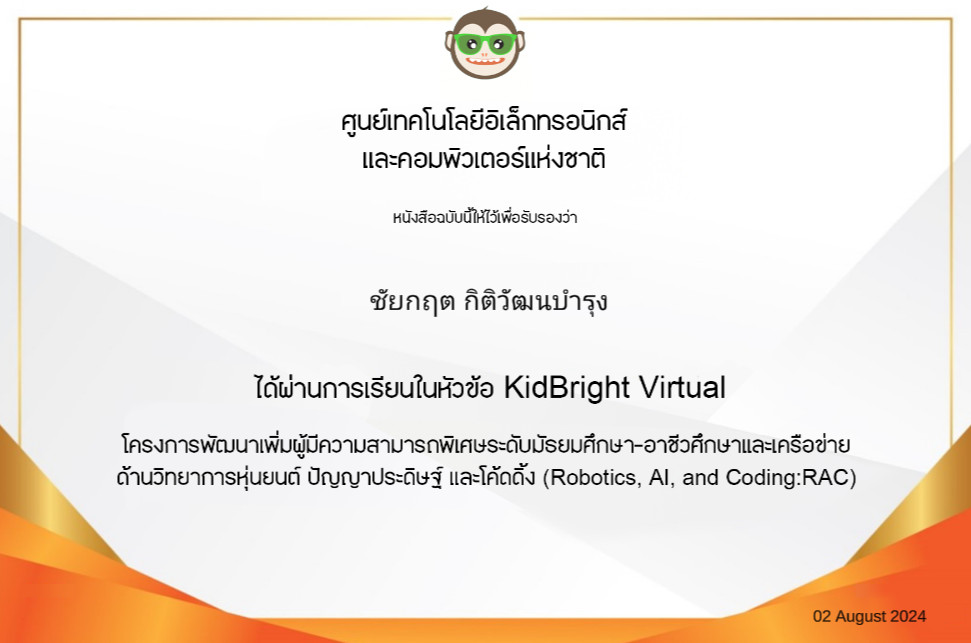 ศูนย์เทคโนโลยีอิเล็กทรอนิกส์
และคอมพิวเตอร์แห่งชาติ
หนังสือฉบับนี้ให้ไว้เพื่อรับรองว่า
ชัยกฤต กิติวัฒนบำรุง
ได้ผ่านการเรียนในหัวข้อ KidBright Virtual
โครงการพัฒนาเพิ่มผู้มีความสามารถพิเศษระดับมัธยมศึกษา-อาชีวศึกษาและเครือข่าย
ด้านวิทยาการหุ่นยนต์ ปัญญาประดิษฐ์ และโค้ดดิ้ง (Robotics, AI, and Coding:RAC)
02 August 2024